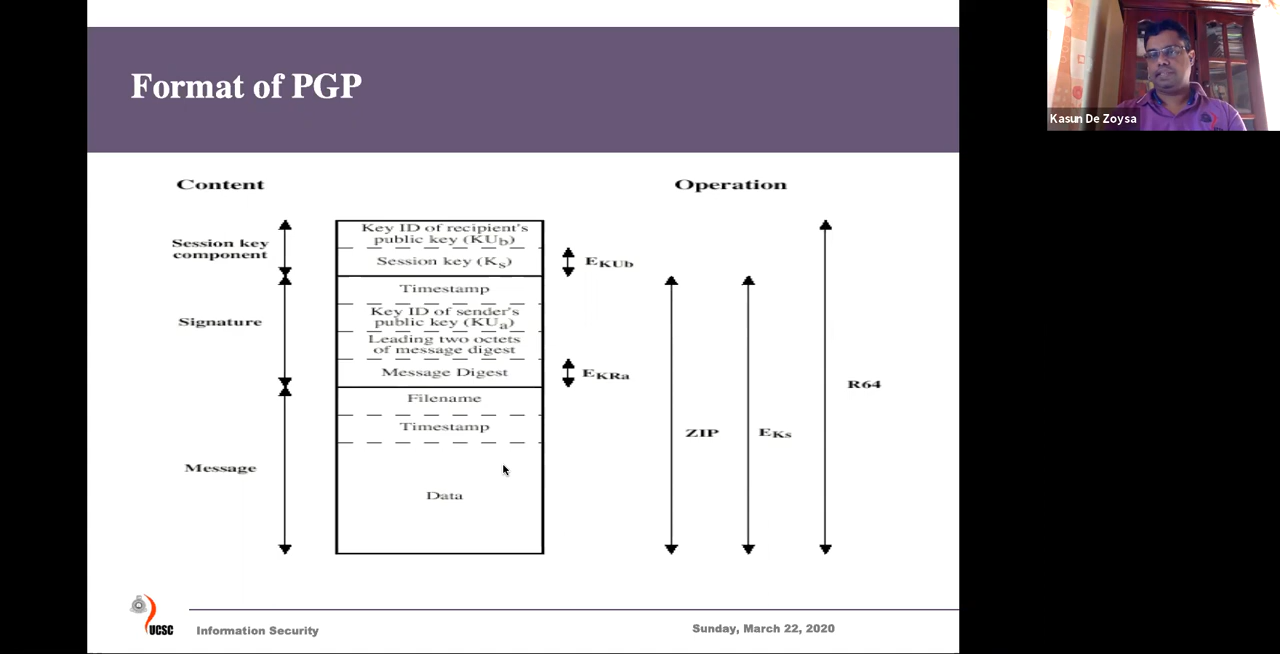 Format of PGP
Kasun De Zoysa
Content
Operation
Session key
component
Key ID of recipient's
public key (KUb)
Session key (Ks)
EKUb
Signature
Timestamp
Key ID of sender's
public key (KUa)
Leading two octets
of message digest
Message Digest
EKRa
Message
Filename
Timestamp
Data
ZIP
EKs
R64
UCSC
Information Security
Sunday, March 22, 2020